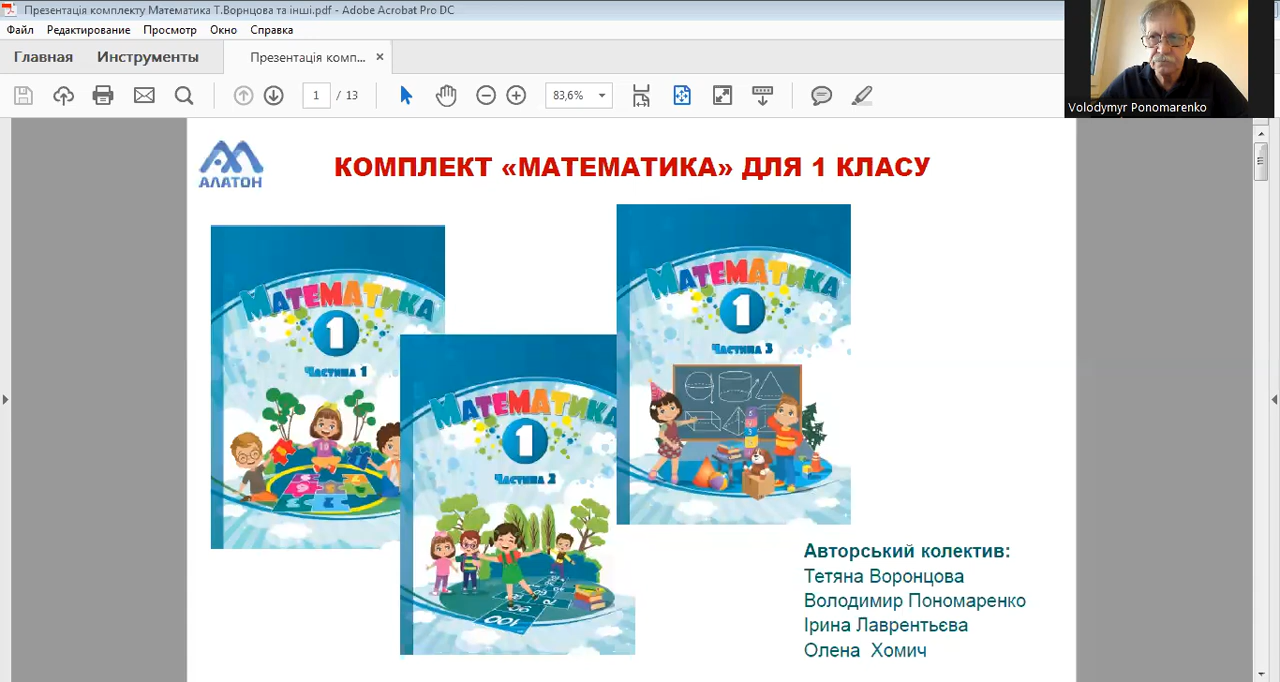 Презентація комплекту Математика Т.Ворнцова та інші.pdf - Adobe Acrobat Pro DC
Файл Редактирование Просмотр Окно Справка
Главная Инструменты Презентація комп... ×
1 / 13 83,6%
Volodymyr Ponomarenko
АЛАТОН
КОМПЛЕКТ «МАТЕМАТИКА» ДЛЯ 1 КЛАСУ
Математика
1
Частина 1
Математика
1
Частина 2
100
Математика
1
Частина 3
Авторський колектив:
Тетяна Воронцова
Володимир Пономаренко
Ірина Лаврентьєва
Олена Хомич